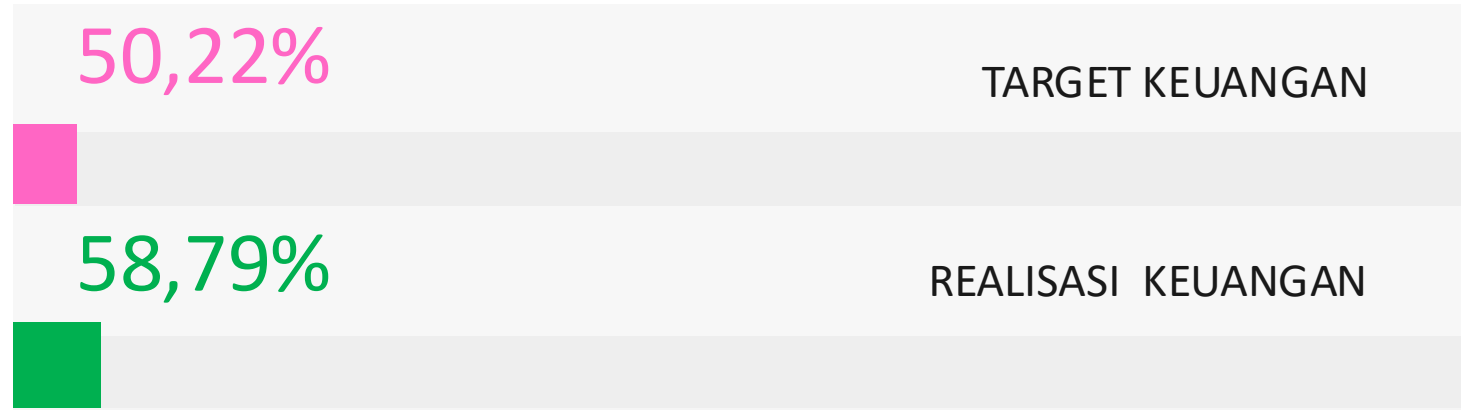 50,22%
TARGET KEUANGAN
58,79%
REALISASI KEUANGAN